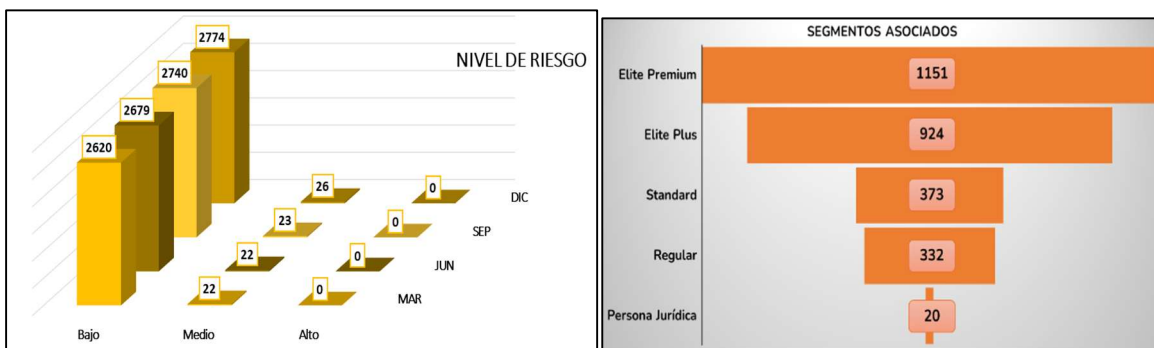 NIVEL DE RIESGO
2774
2740
2679
2620
26
0
DIC
23
0
SEP
22
0
JUN
22
0
MAR
Bajo
Medio
Alto
SEGMENTOS ASOCIADOS
Elite Premium
1151
Elite Plus
924
Standard
373
Regular
332
Persona Jurídica
20